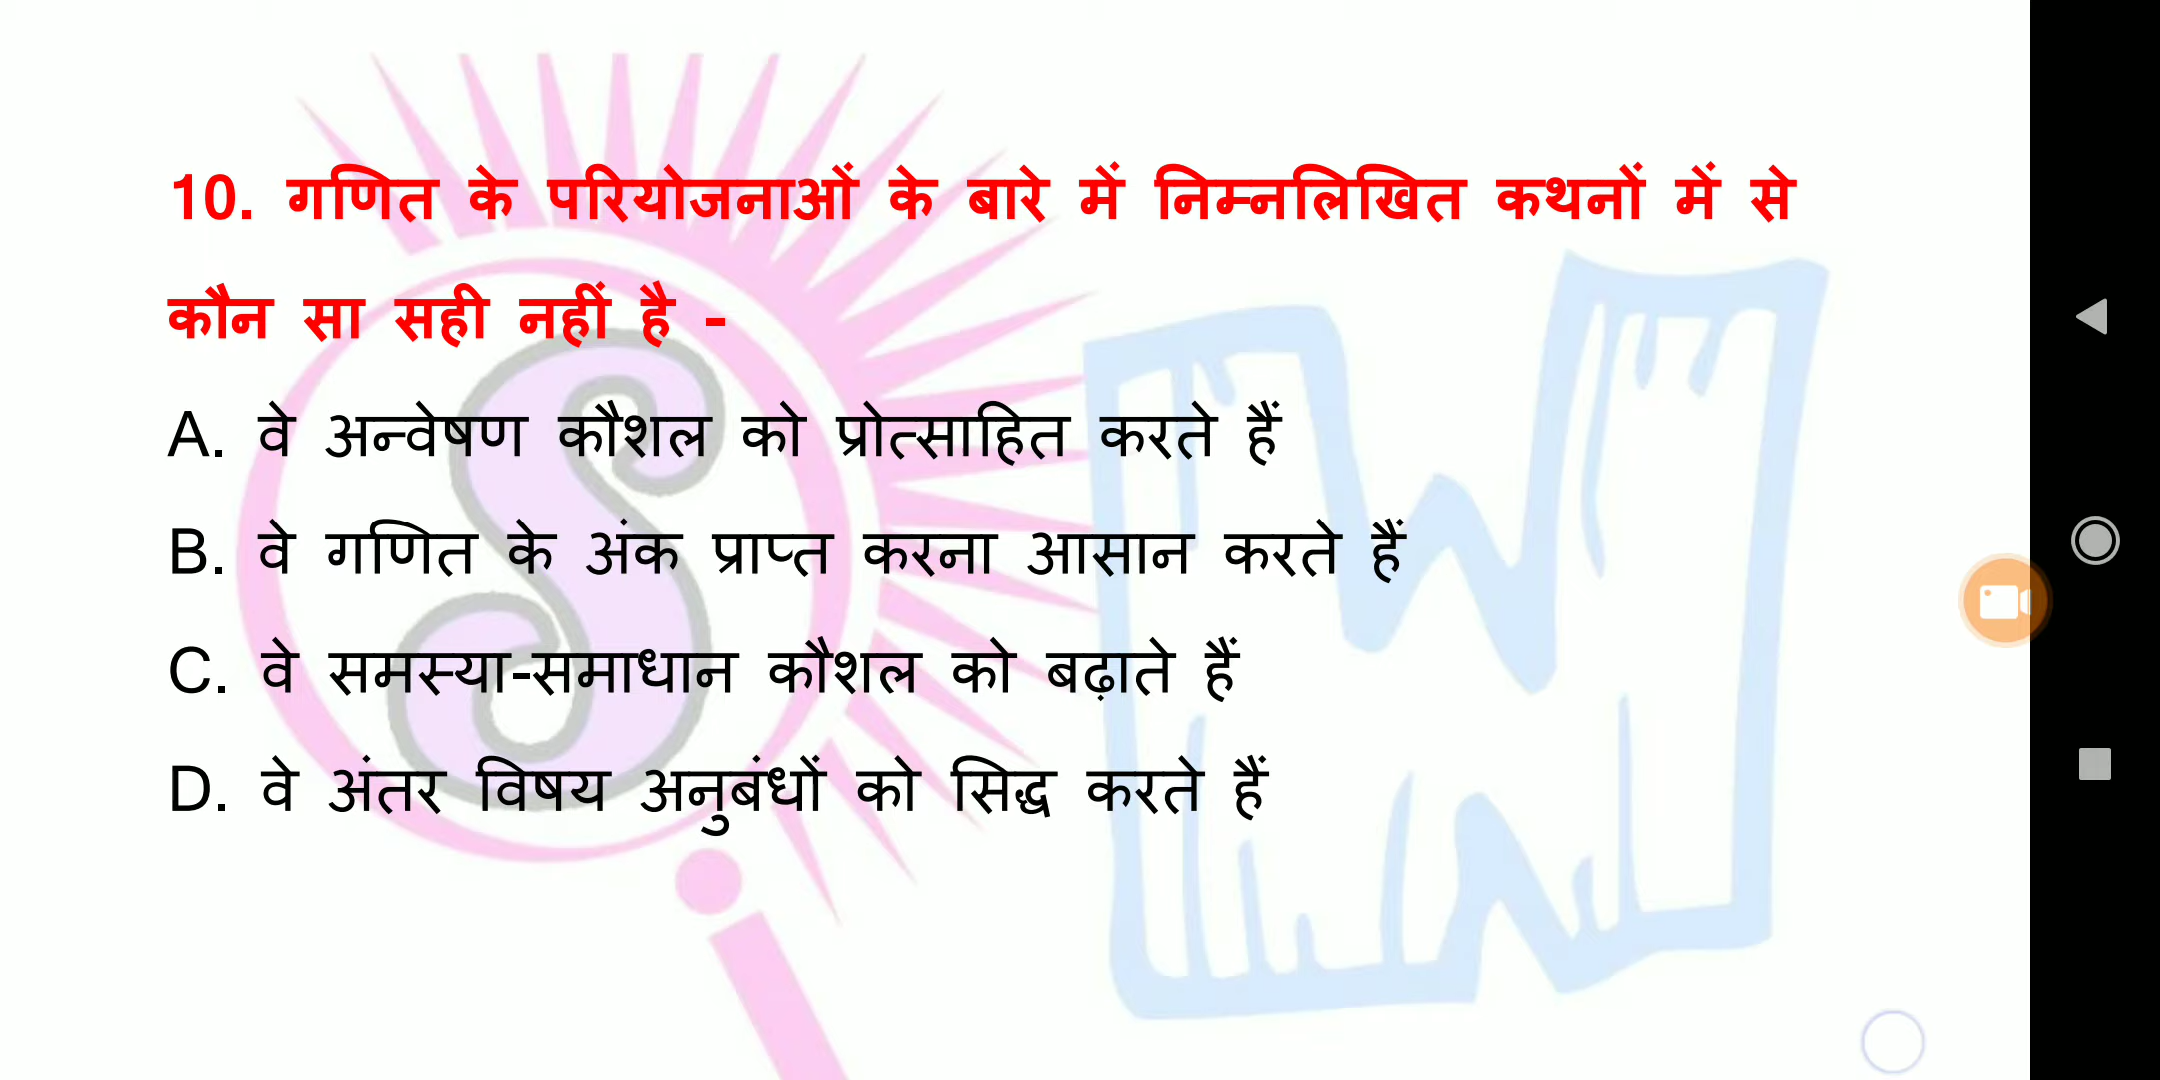 10. गणित के परियोजनाओं के बारे में निम्नलिखित कथनों में से
कौन सा सही नहीं है -
A. वे अन्वेषण कौशल को प्रोत्साहित करते हैं
B. वे गणित के अंक प्राप्त करना आसान करते हैं
C. वे समस्या-समाधान कौशल को बढ़ाते हैं
D. वे अंतर विषय अनुबंधों को सिद्ध करते हैं